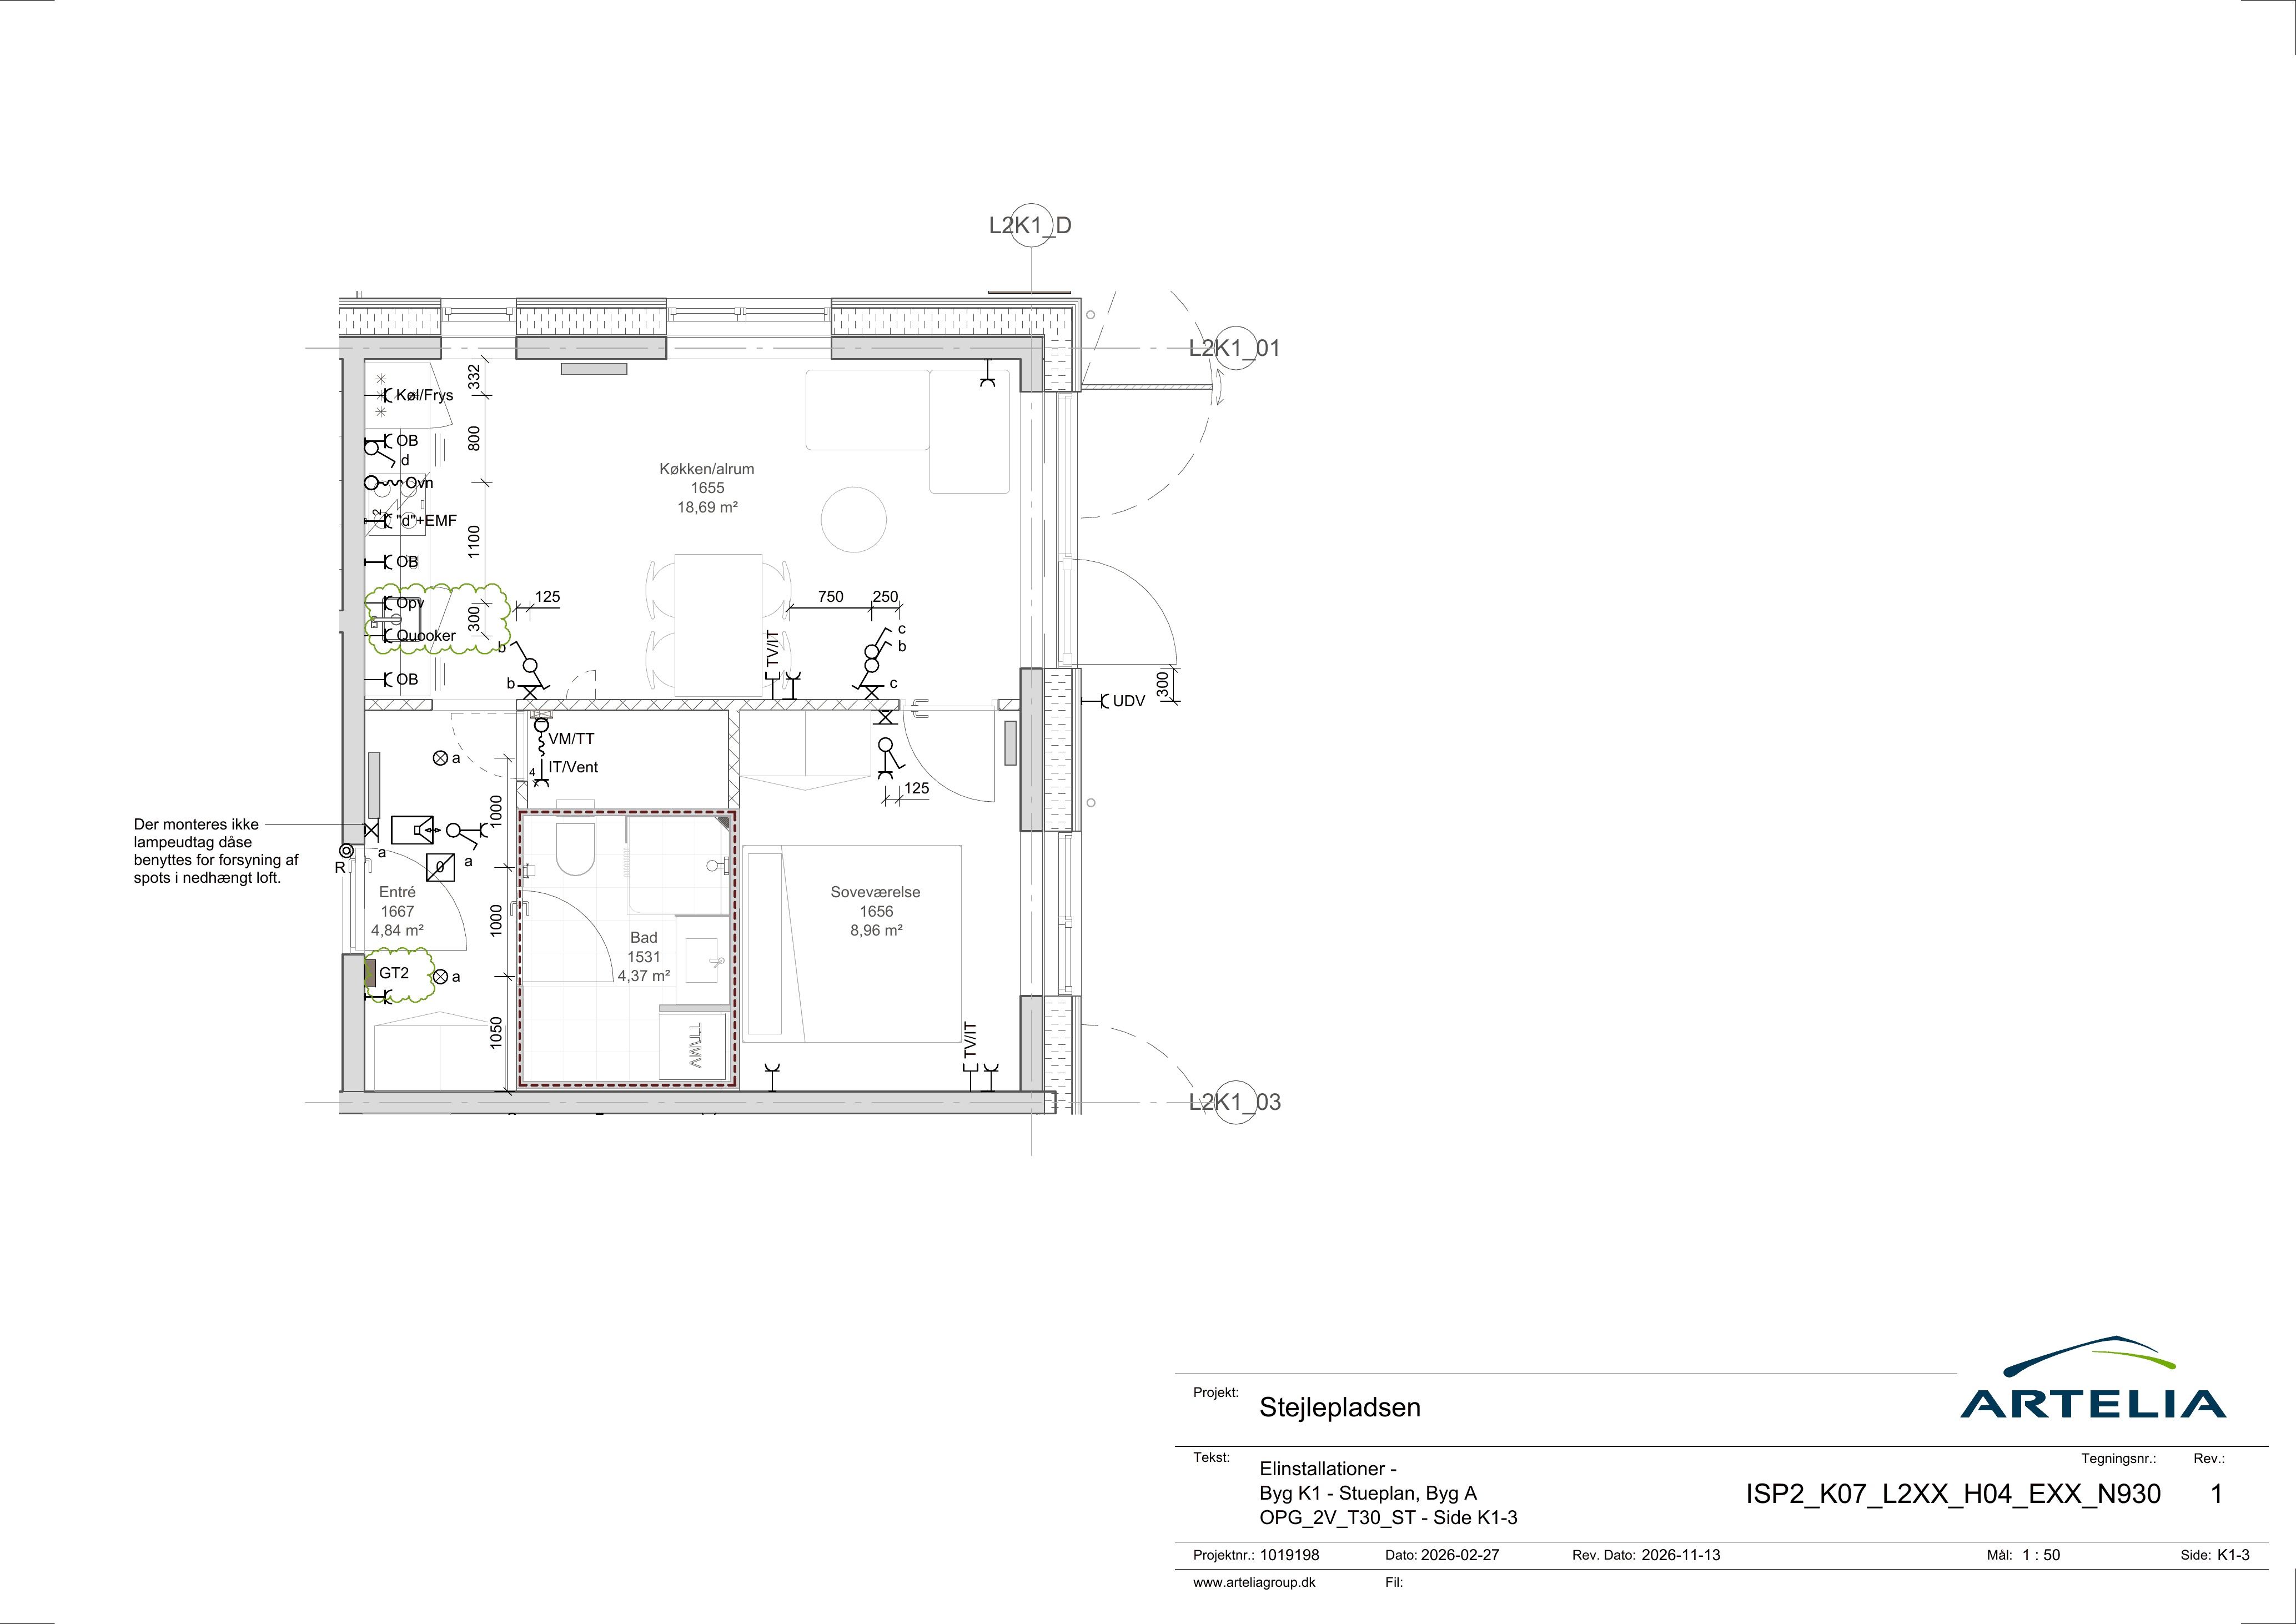 L2K1_D
L2K1_01
332
Køl/Frys
OB
d
800
Køkken/alrum
1655
18,69 m²
Ovn
2
"d"+EMF
1100
OB
125
750
250
Opv
300
Quooker
b
TV/IT
c
b
OB
b
c
300
UDV
VM/TT
a
IT/Vent
4
125
1000
Der monteres ikke
lampeudtag dåse
benyttes for forsyning af
spots i nedhængt loft.
a
a
0
R
Entré
1667
4,84 m²
Soveværelse
1656
8,96 m²
1000
Bad
1531
4,37 m²
GT2
a
1050
TT\MV
TV/IT
L2K1_03
ARTELIA
Projekt:
Stejlepladsen
Tekst:
Elinstallationer -
Byg K1 - Stueplan, Byg A
OPG_2V_T30_ST - Side K1-3
Tegningsnr.:
Rev.:
ISP2_K07_L2XX_H04_EXX_N930
1
Projektnr.: 1019198
Dato: 2026-02-27
Rev. Dato: 2026-11-13
Mål: 1 : 50
Side: K1-3
www.arteliagroup.dk
Fil: